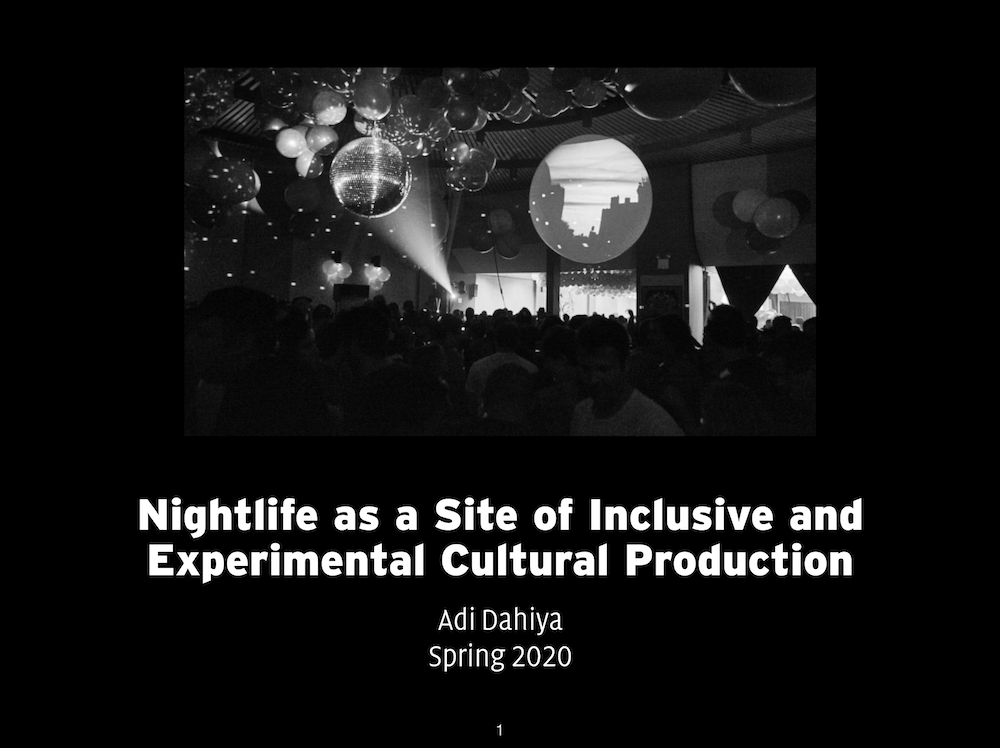 Nightlife as a Site of Inclusive and
Experimental Cultural Production
Adi Dahiya
Spring 2020
1